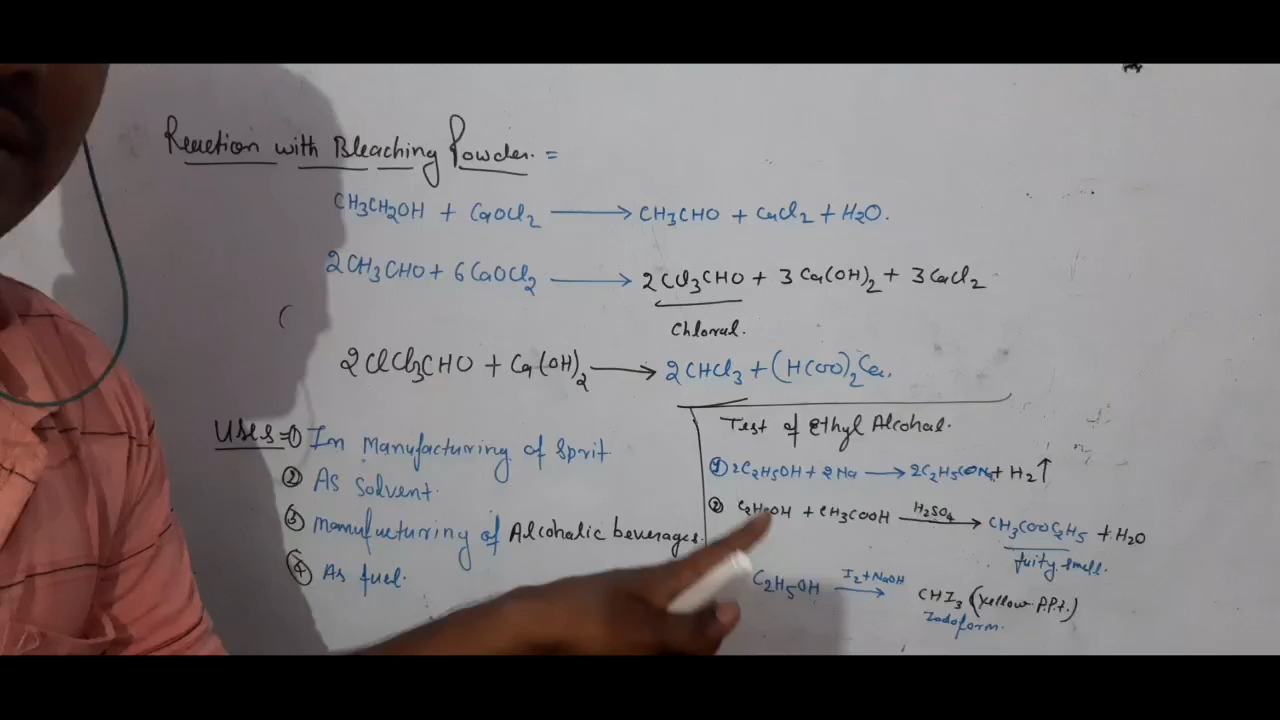 Reaction with Bleaching Powder. =
CH3CH2OH + CaOCl2 ⟶ CH3CHO + CaCl2 + H2O.
2CH3CHO + 6CaOCl2 ⟶ 2CCl3CHO + 3Ca(OH)2 + 3CaCl2
Chloral.
(
2ClCl3CHO + Ca(OH)2 ⟶ 2CHCl3 + (HCOO)2Ca.
USES = ① In Manufacturing of Sprit
② As Solvent.
③ Manufacturing of Alcoholic beverages.
④ As fuel.
Test of Ethyl Alcohol.
① 2C2H5OH + 2Na ⟶ 2C2H5ONa + H2↑
② C2H5OH + CH3COOH H2SO4 ⟶ CH3COOC2H5 + H2O
fuity smell.
C2H5OH I2+NaOH ⟶ CHI3 (yellow P.P.t.)
Iodoform.